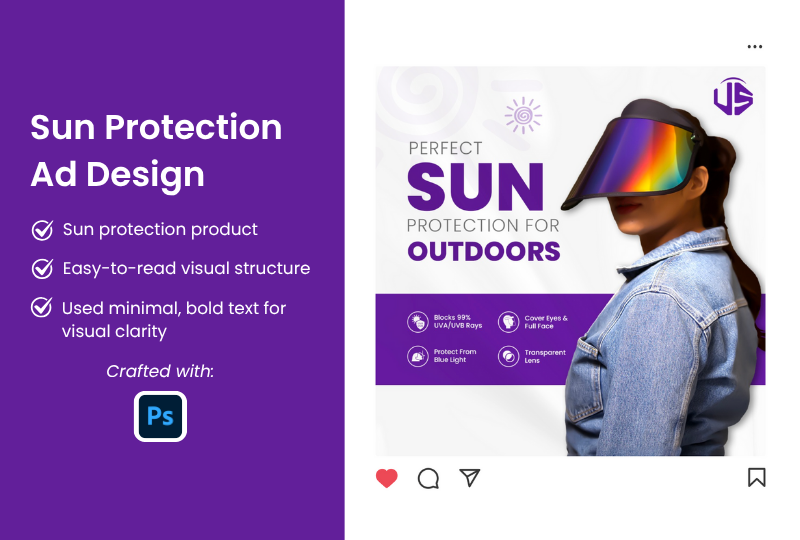 Sun Protection
Ad Design
Sun protection product
Easy-to-read visual structure
Used minimal, bold text for
visual clarity
Crafted with:
Ps
JS
PERFECT
SUN
PROTECTION FOR
OUTDOORS
Blocks 99%
UVA/UVB Rays
Cover Eyes &
Full Face
Protect From
Blue Light
Transparent
Lens